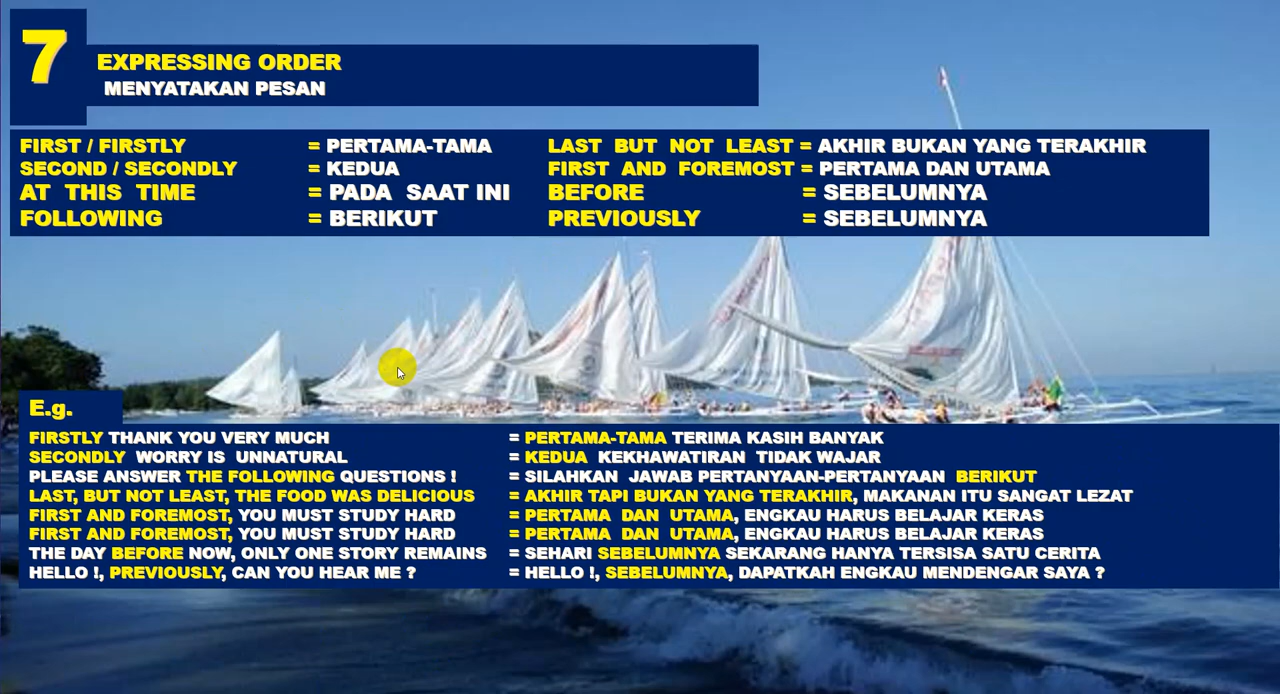 7
EXPRESSING ORDER
MENYATAKAN PESAN
FIRST / FIRSTLY = PERTAMA-TAMA
SECOND / SECONDLY = KEDUA
AT THIS TIME = PADA SAAT INI
FOLLOWING = BERIKUT
LAST BUT NOT LEAST = AKHIR BUKAN YANG TERAKHIR
FIRST AND FOREMOST = PERTAMA DAN UTAMA
BEFORE = SEBELUMNYA
PREVIOUSLY = SEBELUMNYA
E.g.
FIRSTLY THANK YOU VERY MUCH = PERTAMA-TAMA TERIMA KASIH BANYAK
SECONDLY WORRY IS UNNATURAL = KEDUA KEKHAWATIRAN TIDAK WAJAR
PLEASE ANSWER THE FOLLOWING QUESTIONS ! = SILAHKAN JAWAB PERTANYAAN-PERTANYAAN BERIKUT
LAST, BUT NOT LEAST, THE FOOD WAS DELICIOUS = AKHIR TAPI BUKAN YANG TERAKHIR, MAKANAN ITU SANGAT LEZAT
FIRST AND FOREMOST, YOU MUST STUDY HARD = PERTAMA DAN UTAMA, ENGKAU HARUS BELAJAR KERAS
FIRST AND FOREMOST, YOU MUST STUDY HARD = PERTAMA DAN UTAMA, ENGKAU HARUS BELAJAR KERAS
THE DAY BEFORE NOW, ONLY ONE STORY REMAINS = SEHARI SEBELUMNYA SEKARANG HANYA TERSISA SATU CERITA
HELLO !, PREVIOUSLY, CAN YOU HEAR ME ? = HELLO !, SEBELUMNYA, DAPATKAH ENGKAU MENDENGAR SAYA ?